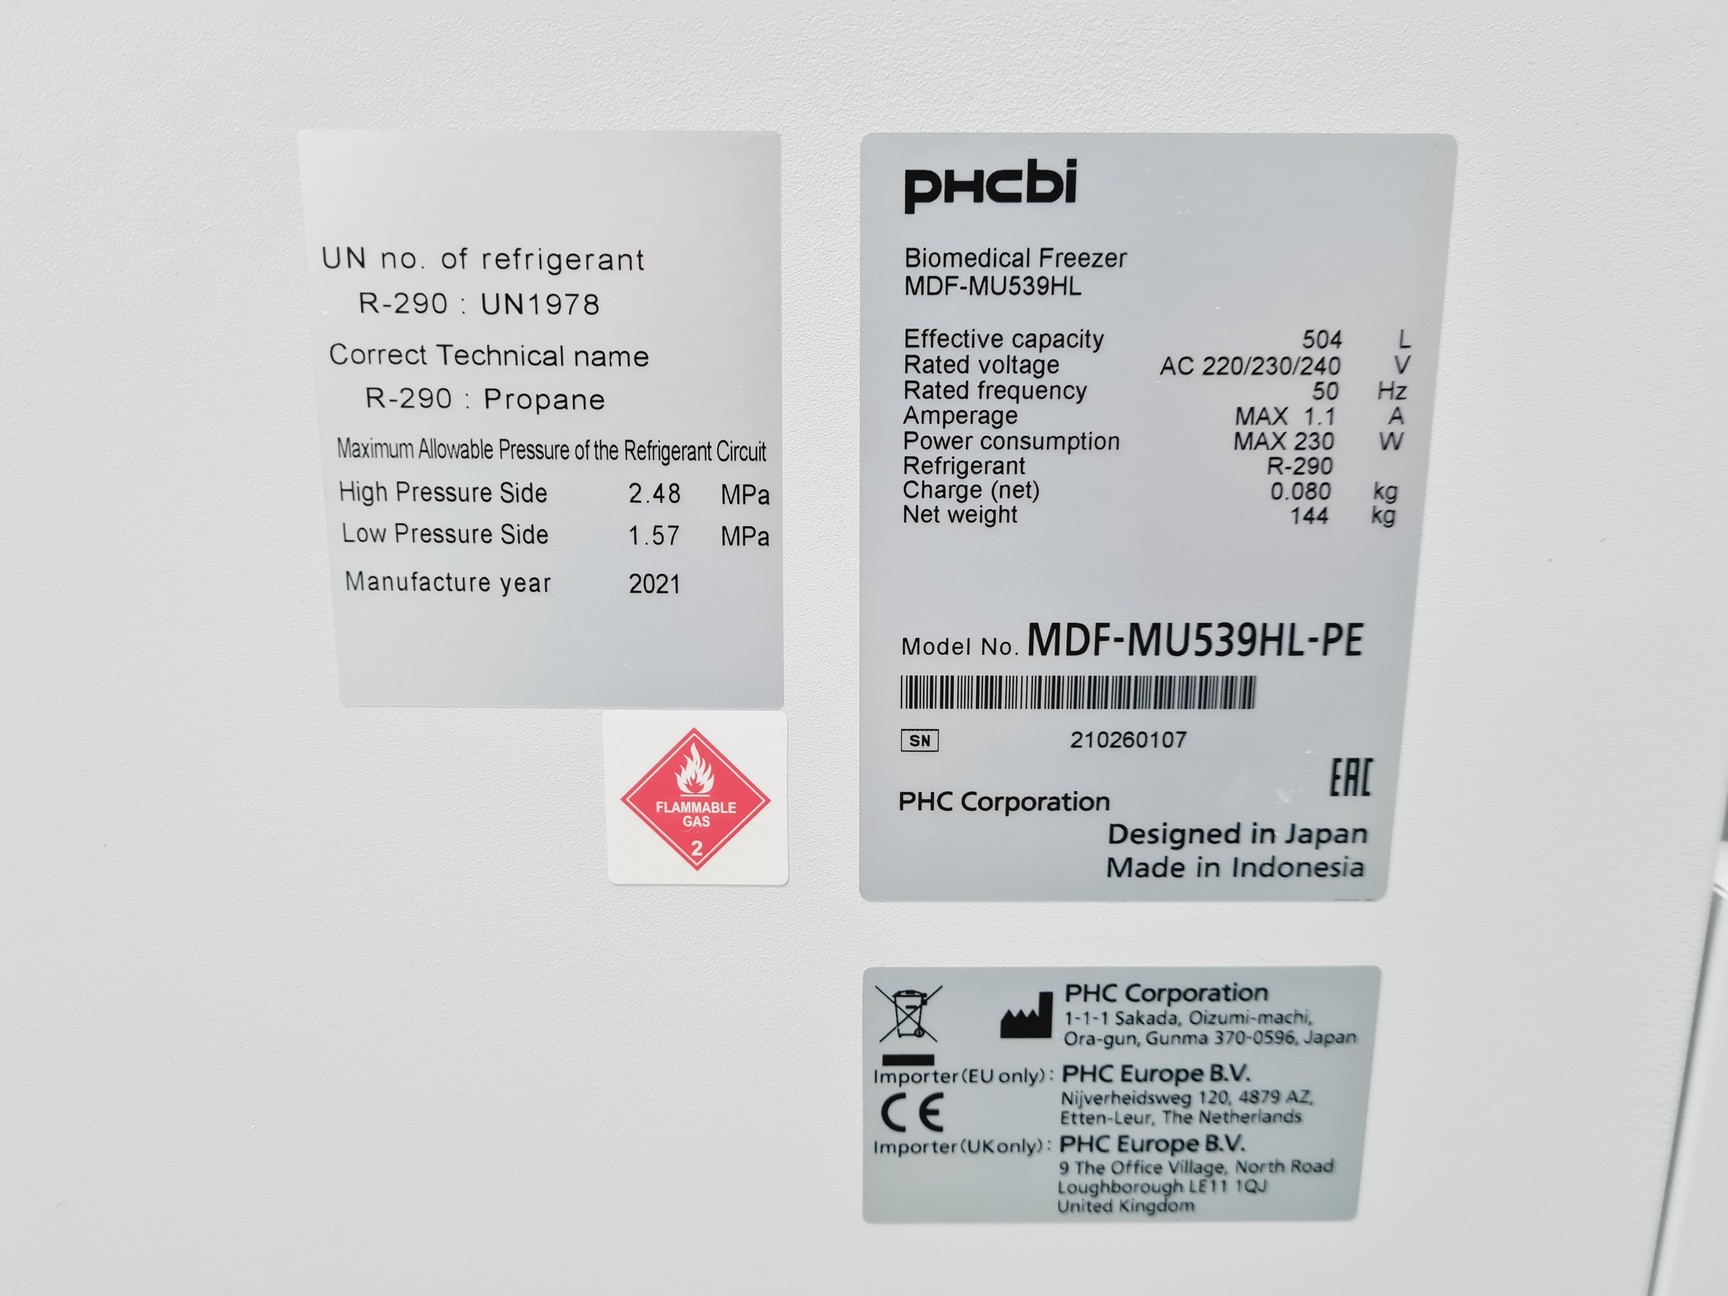 UN no. of refrigerant
R-290 : UN1978
Correct Technical name
R-290 : Propane
Maximum Allowable Pressure of the Refrigerant Circuit
High Pressure Side 2.48 MPa
Low Pressure Side 1.57 MPa
Manufacture year 2021
FLAMMABLE
GAS
2
PHCbi
Biomedical Freezer
MDF-MU539HL
Effective capacity 504 L
Rated voltage AC 220/230/240 V
Rated frequency 50 Hz
Amperage MAX 1.1 A
Power consumption MAX 230 W
Refrigerant R-290
Charge (net) 0.080 kg
Net weight 144 kg
Model No. MDF-MU539HL-PE
SN 210260107
EAC
PHC Corporation
Designed in Japan
Made in Indonesia
PHC Corporation
1-1-1 Sakada, Oizumi-machi,
Ora-gun, Gunma 370-0596, Japan
Importer(EU only): PHC Europe B.V.
Nijverheidsweg 120, 4879 AZ,
Etten-Leur, The Netherlands
CE
Importer(UK only): PHC Europe B.V.
9 The Office Village, North Road
Loughborough LE11 1QJ
United Kingdom